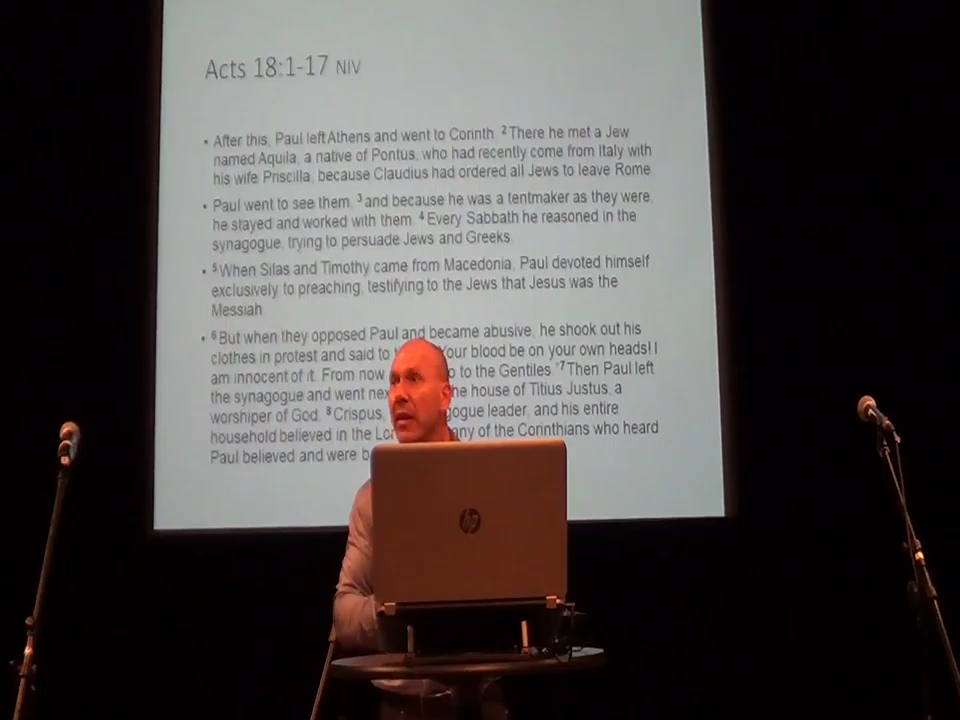 Acts 18:1-17 NIV
• After this, Paul left Athens and went to Corinth. 2 There he met a Jew
named Aquila, a native of Pontus, who had recently come from Italy with
his wife Priscilla, because Claudius had ordered all Jews to leave Rome
• Paul went to see them, 3 and because he was a tentmaker as they were,
he stayed and worked with them. 4 Every Sabbath he reasoned in the
synagogue, trying to persuade Jews and Greeks.
• 5 When Silas and Timothy came from Macedonia, Paul devoted himself
exclusively to preaching, testifying to the Jews that Jesus was the
Messiah
• 6 But when they opposed Paul and became abusive, he shook out his
clothes in protest and said to Your blood be on your own heads! I
am innocent of it. From now to the Gentiles." 7 Then Paul left
the synagogue and went house of Titius Justus, a
worshiper of God. 8 Crispus, leader, and his entire
household believed in the of the Corinthians who heard
Paul believed and were
hp